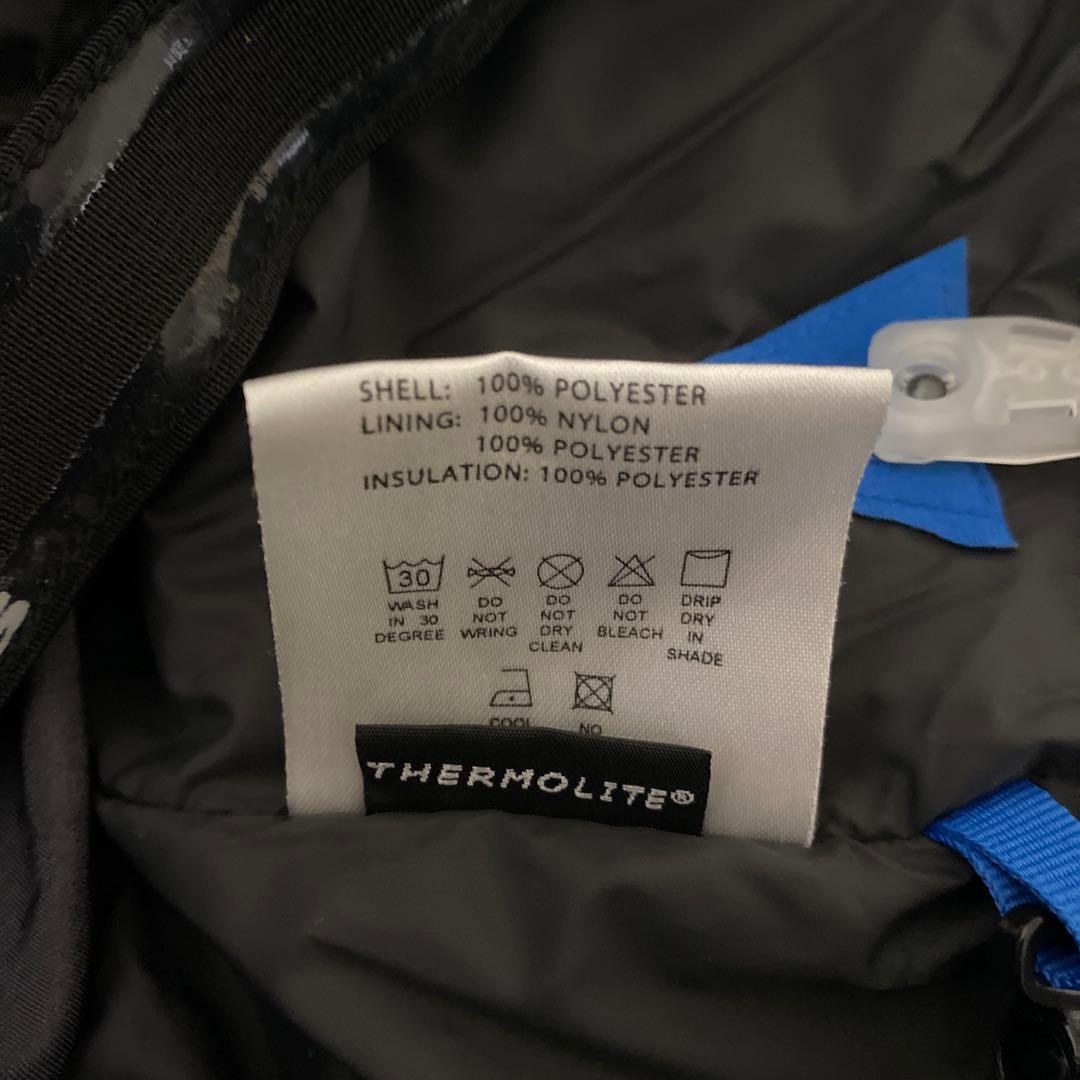 SHELL: 100% POLYESTER
LINING: 100% NYLON
100% POLYESTER
INSULATION: 100% POLYESTER
30
WASH IN 30 DEGREE
DO NOT WRING
DO NOT DRY CLEAN
DO NOT BLEACH
DRIP DRY IN SHADE
COOL
NO
THERMOLITE®